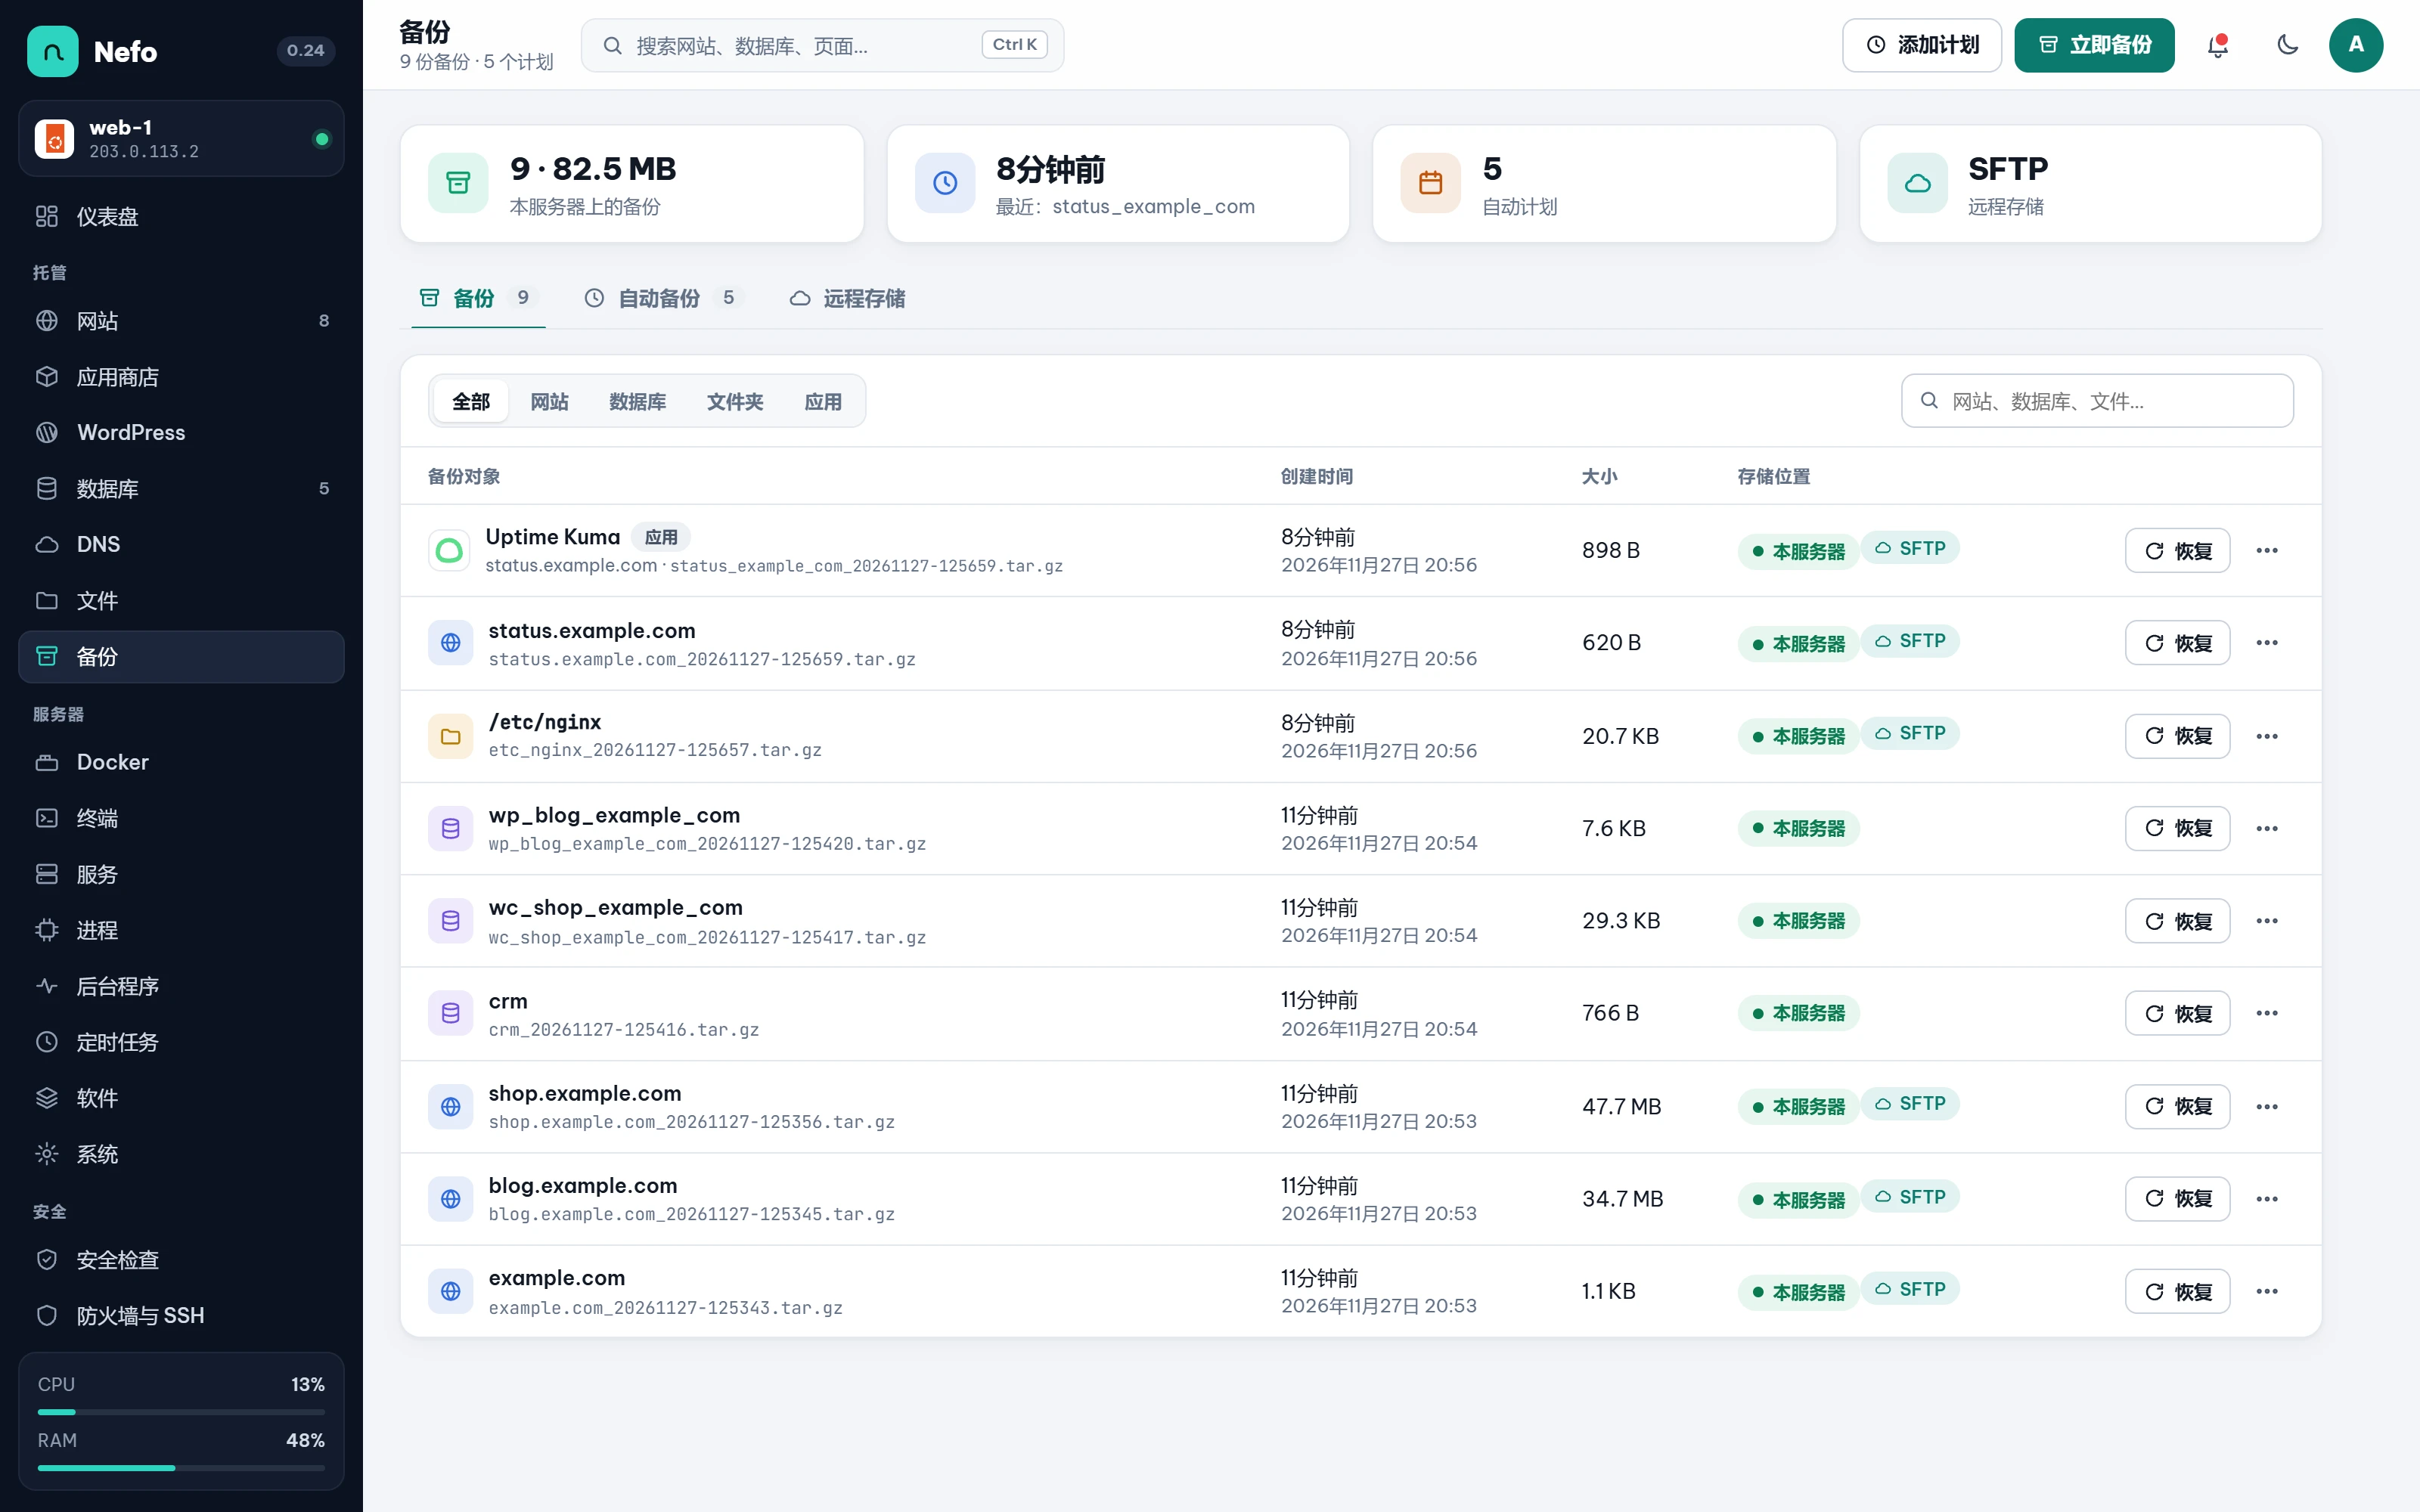 Nefo
0.24
web-1
203.0.113.2
仪表盘
托管
网站 8
应用商店
WordPress
数据库 5
DNS
文件
备份
服务器
Docker
终端
服务
进程
后台程序
定时任务
软件
系统
安全
安全检查
防火墙与 SSH
CPU 13%
RAM 48%
备份
9 份备份 · 5 个计划
搜索网站、数据库、页面... Ctrl K
添加计划
立即备份
A
9 · 82.5 MB
本服务器上的备份
8分钟前
最近：status_example_com
5
自动计划
SFTP
远程存储
备份 9
自动备份 5
远程存储
全部 网站 数据库 文件夹 应用
网站、数据库、文件...
备份对象 创建时间 大小 存储位置
Uptime Kuma 应用
status.example.com · status_example_com_20261127-125659.tar.gz
8分钟前
2026年11月27日 20:56
898 B
本服务器 SFTP
恢复
status.example.com
status.example.com_20261127-125659.tar.gz
8分钟前
2026年11月27日 20:56
620 B
本服务器 SFTP
恢复
/etc/nginx
etc_nginx_20261127-125657.tar.gz
8分钟前
2026年11月27日 20:56
20.7 KB
本服务器 SFTP
恢复
wp_blog_example_com
wp_blog_example_com_20261127-125420.tar.gz
11分钟前
2026年11月27日 20:54
7.6 KB
本服务器
恢复
wc_shop_example_com
wc_shop_example_com_20261127-125417.tar.gz
11分钟前
2026年11月27日 20:54
29.3 KB
本服务器
恢复
crm
crm_20261127-125416.tar.gz
11分钟前
2026年11月27日 20:54
766 B
本服务器
恢复
shop.example.com
shop.example.com_20261127-125356.tar.gz
11分钟前
2026年11月27日 20:53
47.7 MB
本服务器 SFTP
恢复
blog.example.com
blog.example.com_20261127-125345.tar.gz
11分钟前
2026年11月27日 20:53
34.7 MB
本服务器 SFTP
恢复
example.com
example.com_20261127-125343.tar.gz
11分钟前
2026年11月27日 20:53
1.1 KB
本服务器 SFTP
恢复